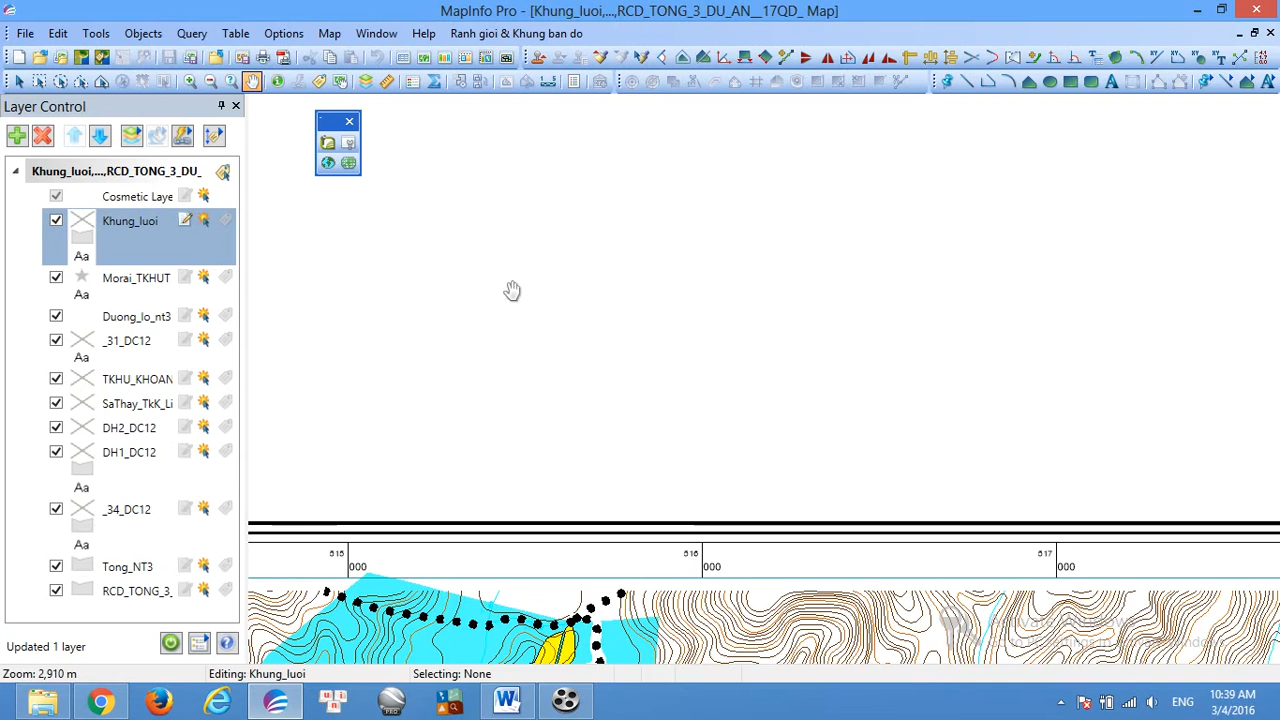 MapInfo Pro - [Khung_luoi,...,RCD_TONG_3_DU_AN__17QD_ Map]
File Edit Tools Objects Query Table Options Map Window Help Ranh gioi & Khung ban do
Layer Control
Khung_luoi,...,RCD_TONG_3_DU_
Cosmetic Laye
Khung_luoi
Aa
Morai_TKHUT
Aa
Duong_lo_nt3
_31_DC12
Aa
TKHU_KHOAN
SaThay_TkK_Li
DH2_DC12
DH1_DC12
Aa
_34_DC12
Aa
Tong_NT3
RCD_TONG_3_
515 000
516 000
517 000
Updated 1 layer
Zoom: 2,910 m Editing: Khung_luoi Selecting: None
ENG
10:39 AM
3/4/2016